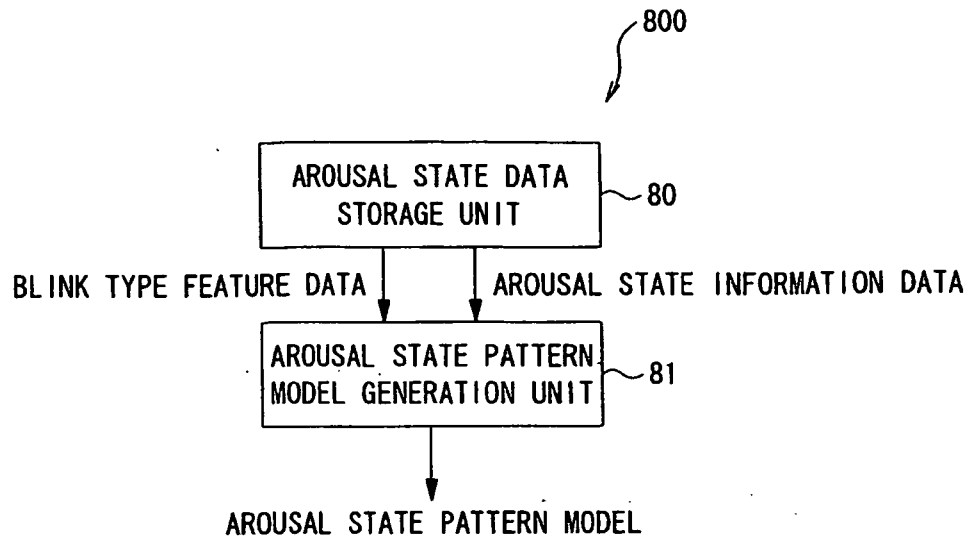 800
AROUSAL STATE DATA
STORAGE UNIT
80
BLINK TYPE FEATURE DATA
AROUSAL STATE INFORMATION DATA
AROUSAL STATE PATTERN
MODEL GENERATION UNIT
81
AROUSAL STATE PATTERN MODEL